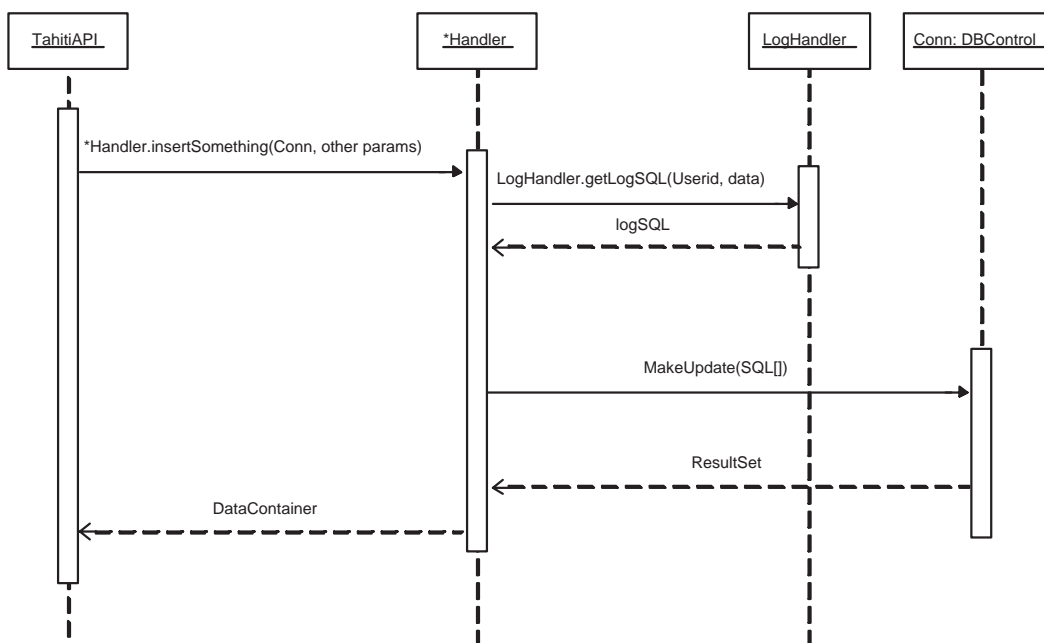 TahitiAPI
*Handler
LogHandler
Conn: DBControl
*Handler.insertSomething(Conn, other params)
LogHandler.getLogSQL(Userid, data)
logSQL
MakeUpdate(SQL[])
ResultSet
DataContainer